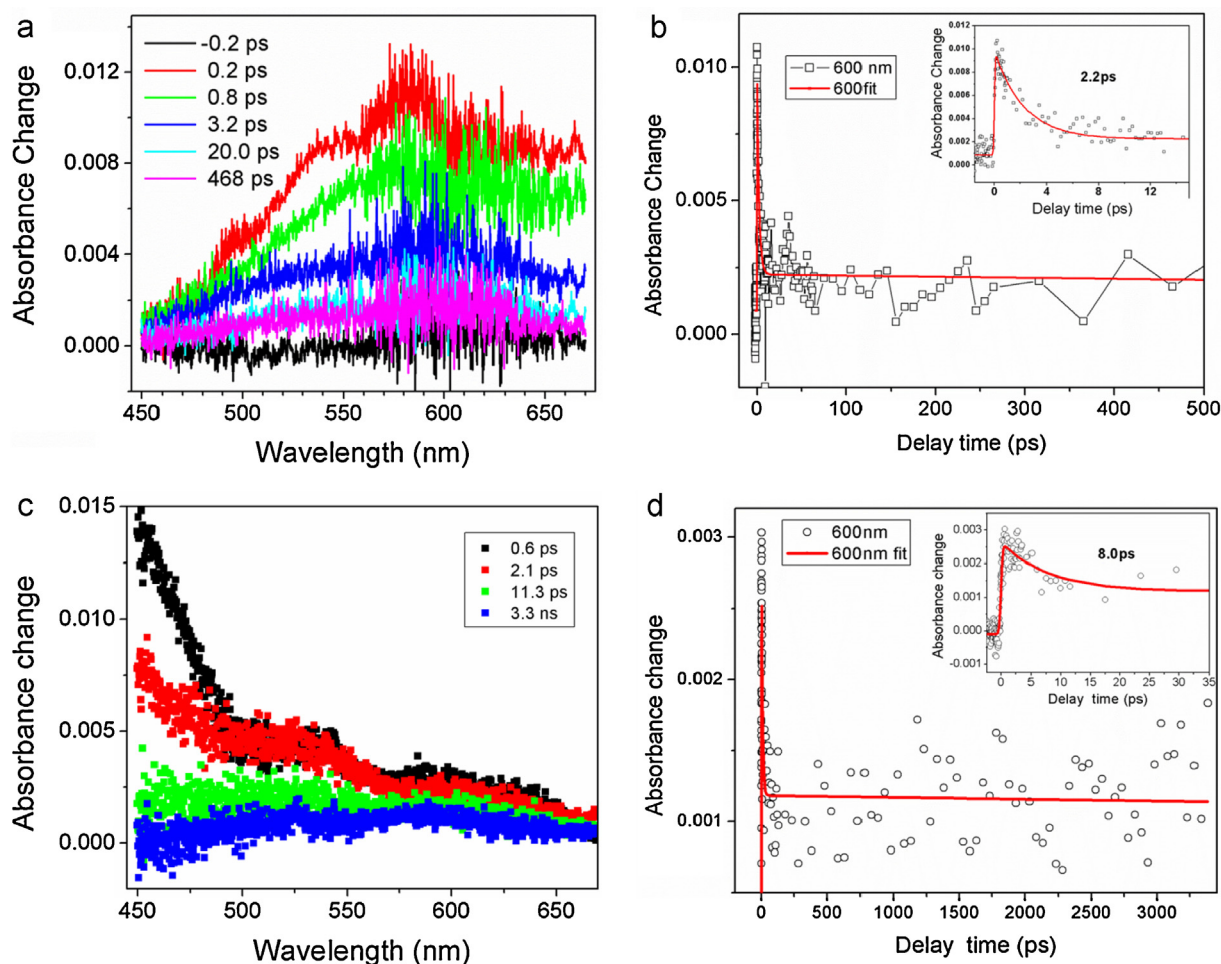 a
-0.2 ps
0.2 ps
0.8 ps
3.2 ps
20.0 ps
468 ps
0.012
0.008
0.004
0.000
Absorbance Change
450 500 550 600 650
Wavelength (nm)
b
600 nm
600fit
0.010
0.005
0.000
Absorbance Change
0 100 200 300 400 500
Delay time (ps)
2.2ps
0.012
0.010
0.008
0.006
0.004
0.002
0.000
Absorbance Change
0 4 8 12
Delay time (ps)
c
0.6 ps
2.1 ps
11.3 ps
3.3 ns
0.015
0.010
0.005
0.000
Absorbance change
450 500 550 600 650
Wavelength (nm)
d
600nm
600nm fit
0.003
0.002
0.001
Absorbance change
0 500 1000 1500 2000 2500 3000
Delay time (ps)
8.0ps
0.003
0.002
0.001
0.000
-0.001
Absorbance change
0 5 10 15 20 25 30 35
Delay time (ps)